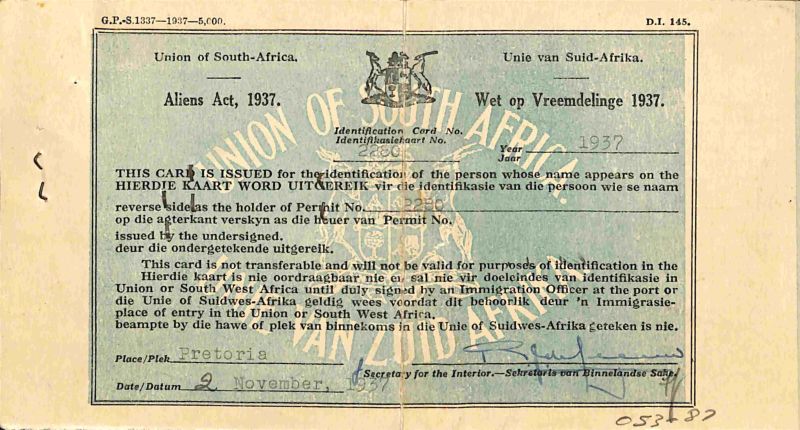 G.P.-S.1337—1937—5,000. D.I. 145.
Union of South-Africa. Unie van Suid-Afrika.
Aliens Act, 1937. Wet op Vreemdelinge 1937.
UNION OF SOUTH AFRICA.
Identification Card No.
Identifikasiekaart No.
2280
Year
Jaar 1937
THIS CARD IS ISSUED for the identification of the person whose name appears on the
HIERDIE KAART WORD UITGEREIK vir die identifikasie van die persoon wie se naam
reverse side as the holder of Permit No. 2280
op die agterkant verskyn as die heuer van Permit No.
issued by the undersigned.
deur die ondergetekende uitgereik.
This card is not transferable and will not be valid for purposes of identification in the
Hierdie kaart is nie oordraagbaar nie en sal nie vir doeleindes van identifikasie in
Union or South West Africa until duly signed by an Immigration Officer at the port or
die Unie of Suidwes-Afrika geldig wees voordat dit behoorlik deur 'n Immigrasie-
place of entry in the Union or South West Africa.
beampte by die hawe of plek van binnekoms in die Unie of Suidwes-Afrika geteken is nie.
UNIE VAN ZUID AFRIKA
Place/Plek Pretoria
Secretary for the Interior.—Sekretaris van Binnelandse Sake.
Date/Datum 2 November, 1937
053-87